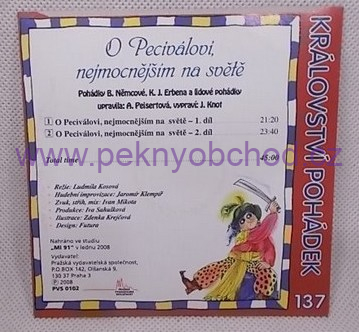 O Peciválovi,
nejmocnějším na světě
Pohádky B. Němcové, K. J. Erbena a lidové pohádky
upravila: A. Peisertová, vypraví: J. Knot
1 O Peciválovi, nejmocnějším na světě - 1. díl 21:20
2 O Peciválovi, nejmocnějším na světě - 2. díl 23:40
www.peknyobchod.cz
Total time 45:00
Režie: Ludmila Kosová
Hudební improvizace: Jaromír Klempíř
Zvuk, střih, mix: Ivan Mikota
Produkce: Iva Sahulková
Ilustrace: Zdenka Krejčová
Design: Futura
Nahráno ve studiu
„MI 91" v lednu 2008
Vydavatel:
Pražská vydavatelská společnost,
P.O.BOX 142, Olšanská 9,
130 37 Praha 3
Ⓟ 2008
PVS 0102
KRÁLOVSTVÍ POHÁDEK
137